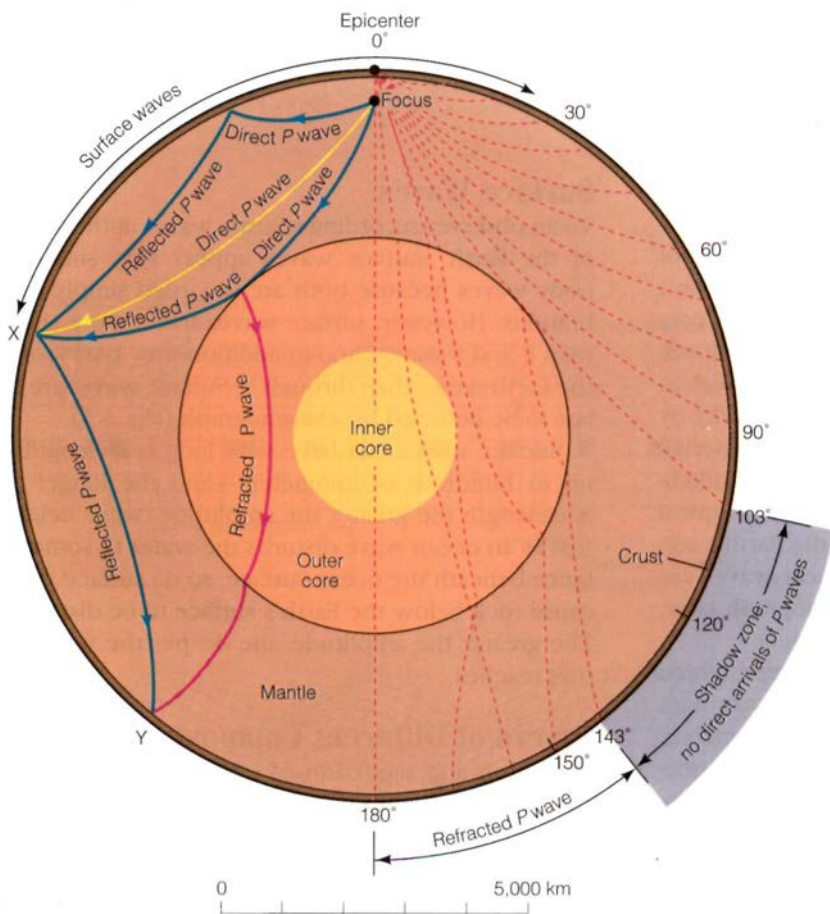 Epicenter
0°
Focus
30°
Surface waves
Direct P wave
Reflected P wave
Direct P wave
Direct P wave
60°
Reflected P wave
X
Refracted P wave
Inner
core
90°
Reflected P wave
103°
Outer
core
Crust
120°
Shadow zone,
no direct arrivals of P waves
Mantle
Y
143°
150°
180°
Refracted P wave
0
5,000 km